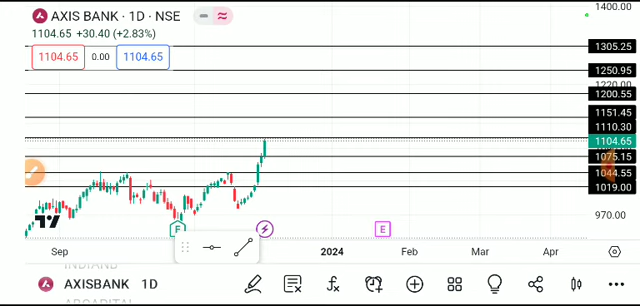 AXIS BANK · 1D · NSE
1104.65 +30.40 (+2.83%)
1104.65 0.00 1104.65
1400.00
1305.25
1250.95
1220.00
1200.55
1151.45
1110.30
1104.65
1075.15
1044.55
1019.00
970.00
F
E
Sep 2024 Feb Mar Apr
AXISBANK 1D